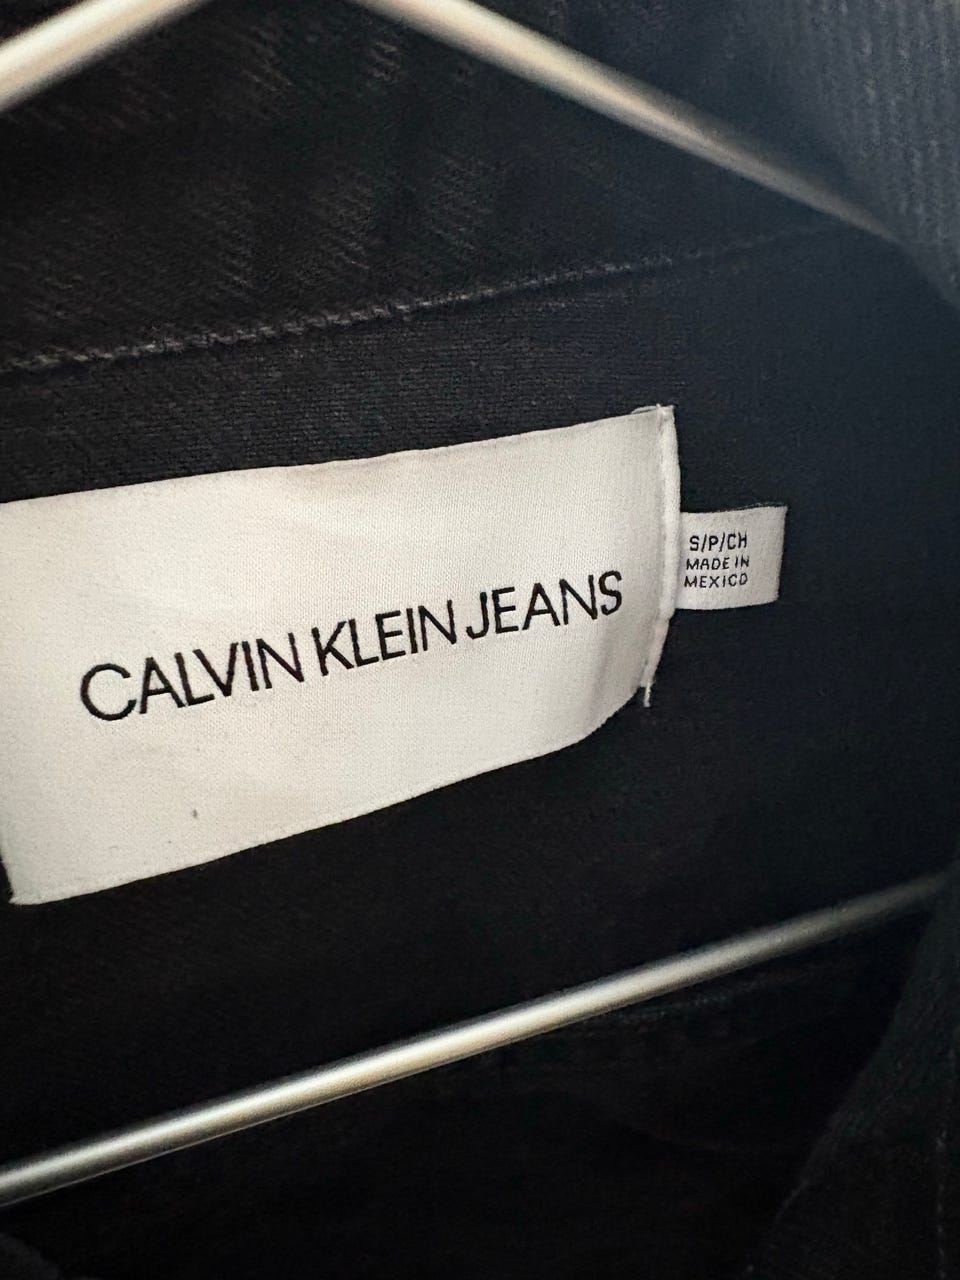 CALVIN KLEIN JEANS
S/P/CH
MADE IN
MEXICO